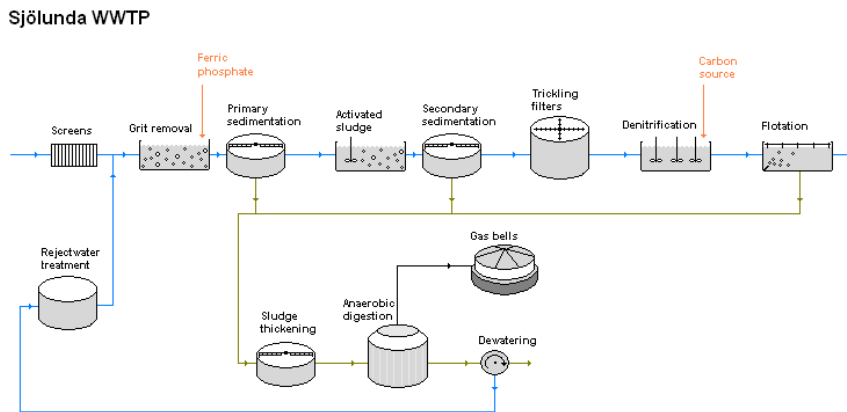 Sjölunda WWTP
Ferric
phosphate
Carbon
source
Screens
Grit removal
Primary
sedimentation
Activated
sludge
Secondary
sedimentation
Trickling
filters
Denitrification
Flotation
Rejectwater
treatment
Gas bells
Sludge
thickening
Anaerobic
digestion
Dewatering